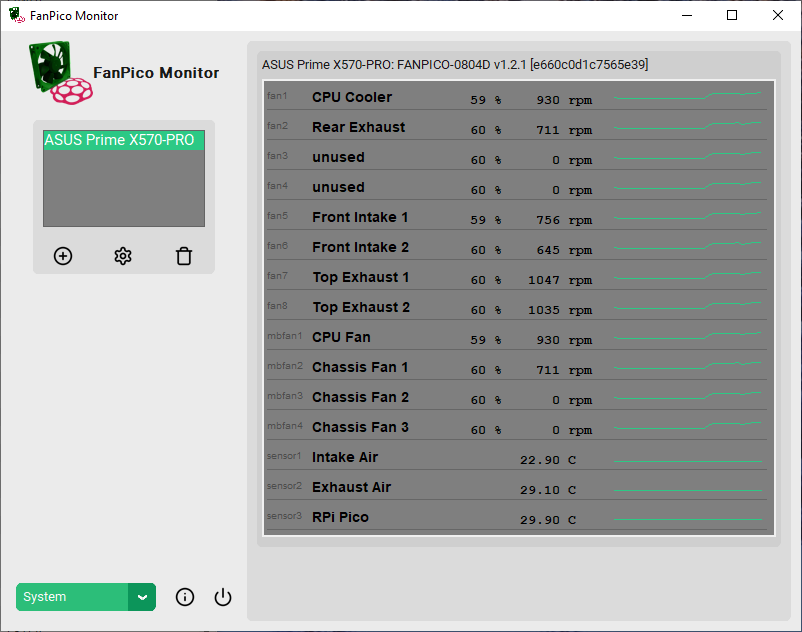 FanPico Monitor
FanPico Monitor
ASUS Prime X570-PRO
System
ASUS Prime X570-PRO: FANPICO-0804D v1.2.1 [e660c0d1c7565e39]
fan1 CPU Cooler 59 % 930 rpm
fan2 Rear Exhaust 60 % 711 rpm
fan3 unused 60 % 0 rpm
fan4 unused 60 % 0 rpm
fan5 Front Intake 1 59 % 756 rpm
fan6 Front Intake 2 60 % 645 rpm
fan7 Top Exhaust 1 60 % 1047 rpm
fan8 Top Exhaust 2 60 % 1035 rpm
mbfan1 CPU Fan 59 % 930 rpm
mbfan2 Chassis Fan 1 60 % 711 rpm
mbfan3 Chassis Fan 2 60 % 0 rpm
mbfan4 Chassis Fan 3 60 % 0 rpm
sensor1 Intake Air 22.90 C
sensor2 Exhaust Air 29.10 C
sensor3 RPi Pico 29.90 C